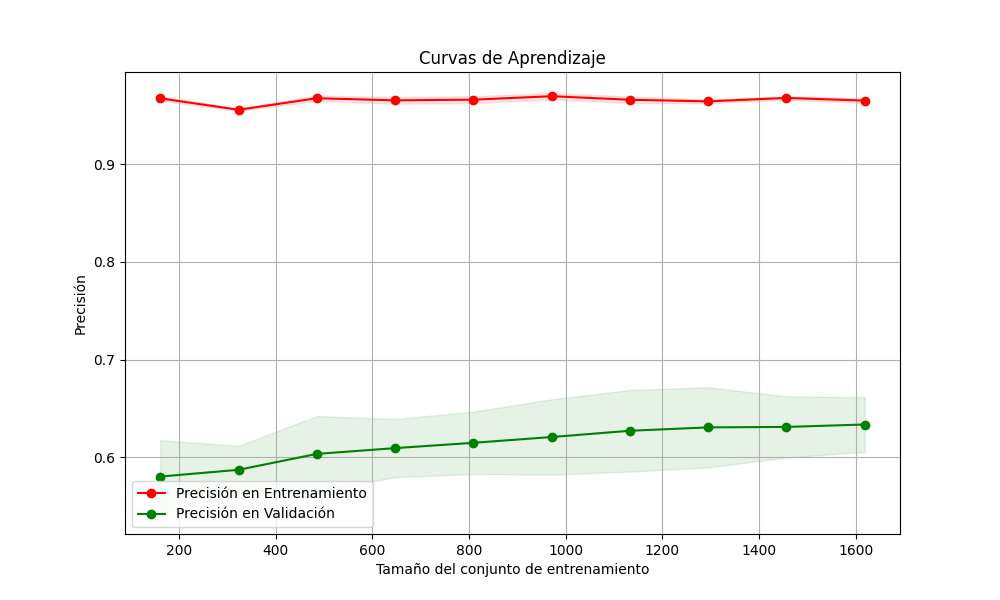 Curvas de Aprendizaje
Precisión
0.9
0.8
0.7
0.6
Precisión en Entrenamiento
Precisión en Validación
200 400 600 800 1000 1200 1400 1600
Tamaño del conjunto de entrenamiento